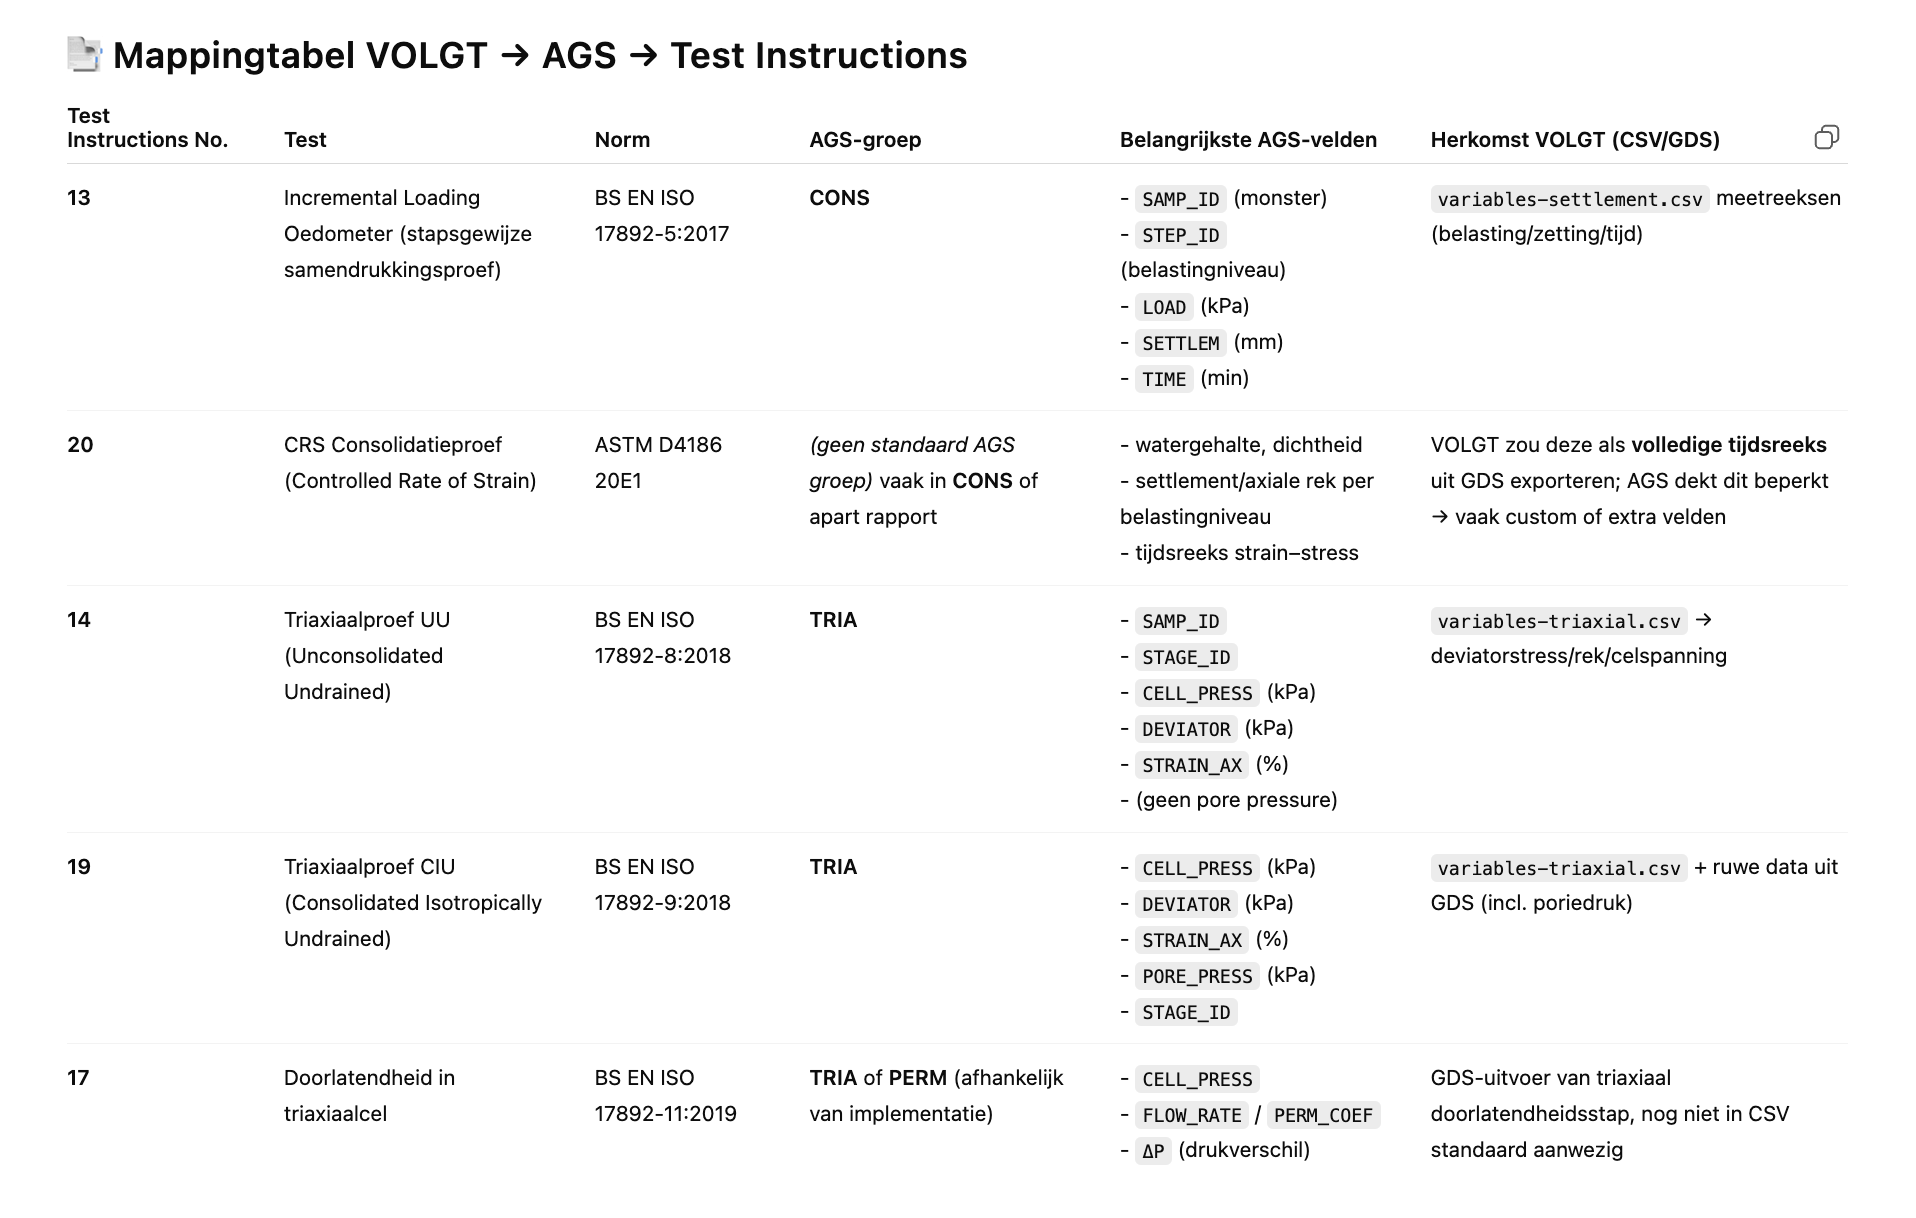 Mappingtabel VOLGT → AGS → Test Instructions
Test
Instructions No.
Test
Norm
AGS-groep
Belangrijkste AGS-velden
Herkomst VOLGT (CSV/GDS)
13
Incremental Loading
Oedometer (stapsgewijze
samendrukkingsproef)
BS EN ISO
17892-5:2017
CONS
- SAMP_ID (monster)
- STEP_ID
(belastingniveau)
- LOAD (kPa)
- SETTLEM (mm)
- TIME (min)
variables-settlement.csv meetreeksen
(belasting/zetting/tijd)
20
CRS Consolidatieproef
(Controlled Rate of Strain)
ASTM D4186
20E1
(geen standaard AGS
groep) vaak in CONS of
apart rapport
- watergehalte, dichtheid
- settlement/axiale rek per
belastingniveau
- tijdsreeks strain–stress
VOLGT zou deze als volledige tijdsreeks
uit GDS exporteren; AGS dekt dit beperkt
→ vaak custom of extra velden
14
Triaxiaalproef UU
(Unconsolidated
Undrained)
BS EN ISO
17892-8:2018
TRIA
- SAMP_ID
- STAGE_ID
- CELL_PRESS (kPa)
- DEVIATOR (kPa)
- STRAIN_AX (%)
- (geen pore pressure)
variables-triaxial.csv →
deviatorstress/rek/celspanning
19
Triaxiaalproef CIU
(Consolidated Isotropically
Undrained)
BS EN ISO
17892-9:2018
TRIA
- CELL_PRESS (kPa)
- DEVIATOR (kPa)
- STRAIN_AX (%)
- PORE_PRESS (kPa)
- STAGE_ID
variables-triaxial.csv + ruwe data uit
GDS (incl. poriedruk)
17
Doorlatendheid in
triaxiaalcel
BS EN ISO
17892-11:2019
TRIA of PERM (afhankelijk
van implementatie)
- CELL_PRESS
- FLOW_RATE / PERM_COEF
- ΔP (drukverschil)
GDS-uitvoer van triaxiaal
doorlatendheidsstap, nog niet in CSV
standaard aanwezig